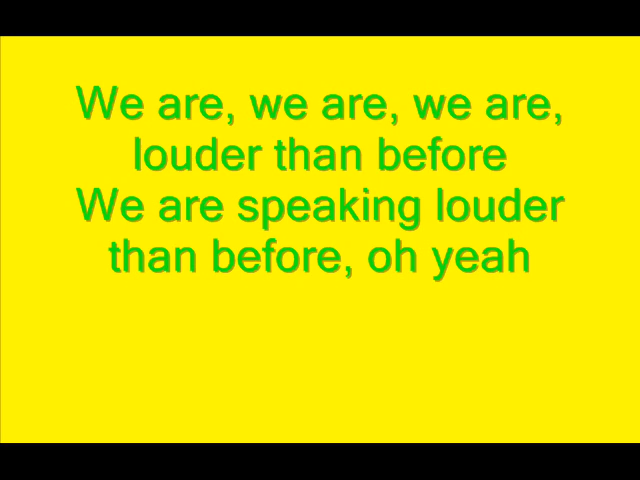 We are, we are, we are,
louder than before
We are speaking louder
than before, oh yeah